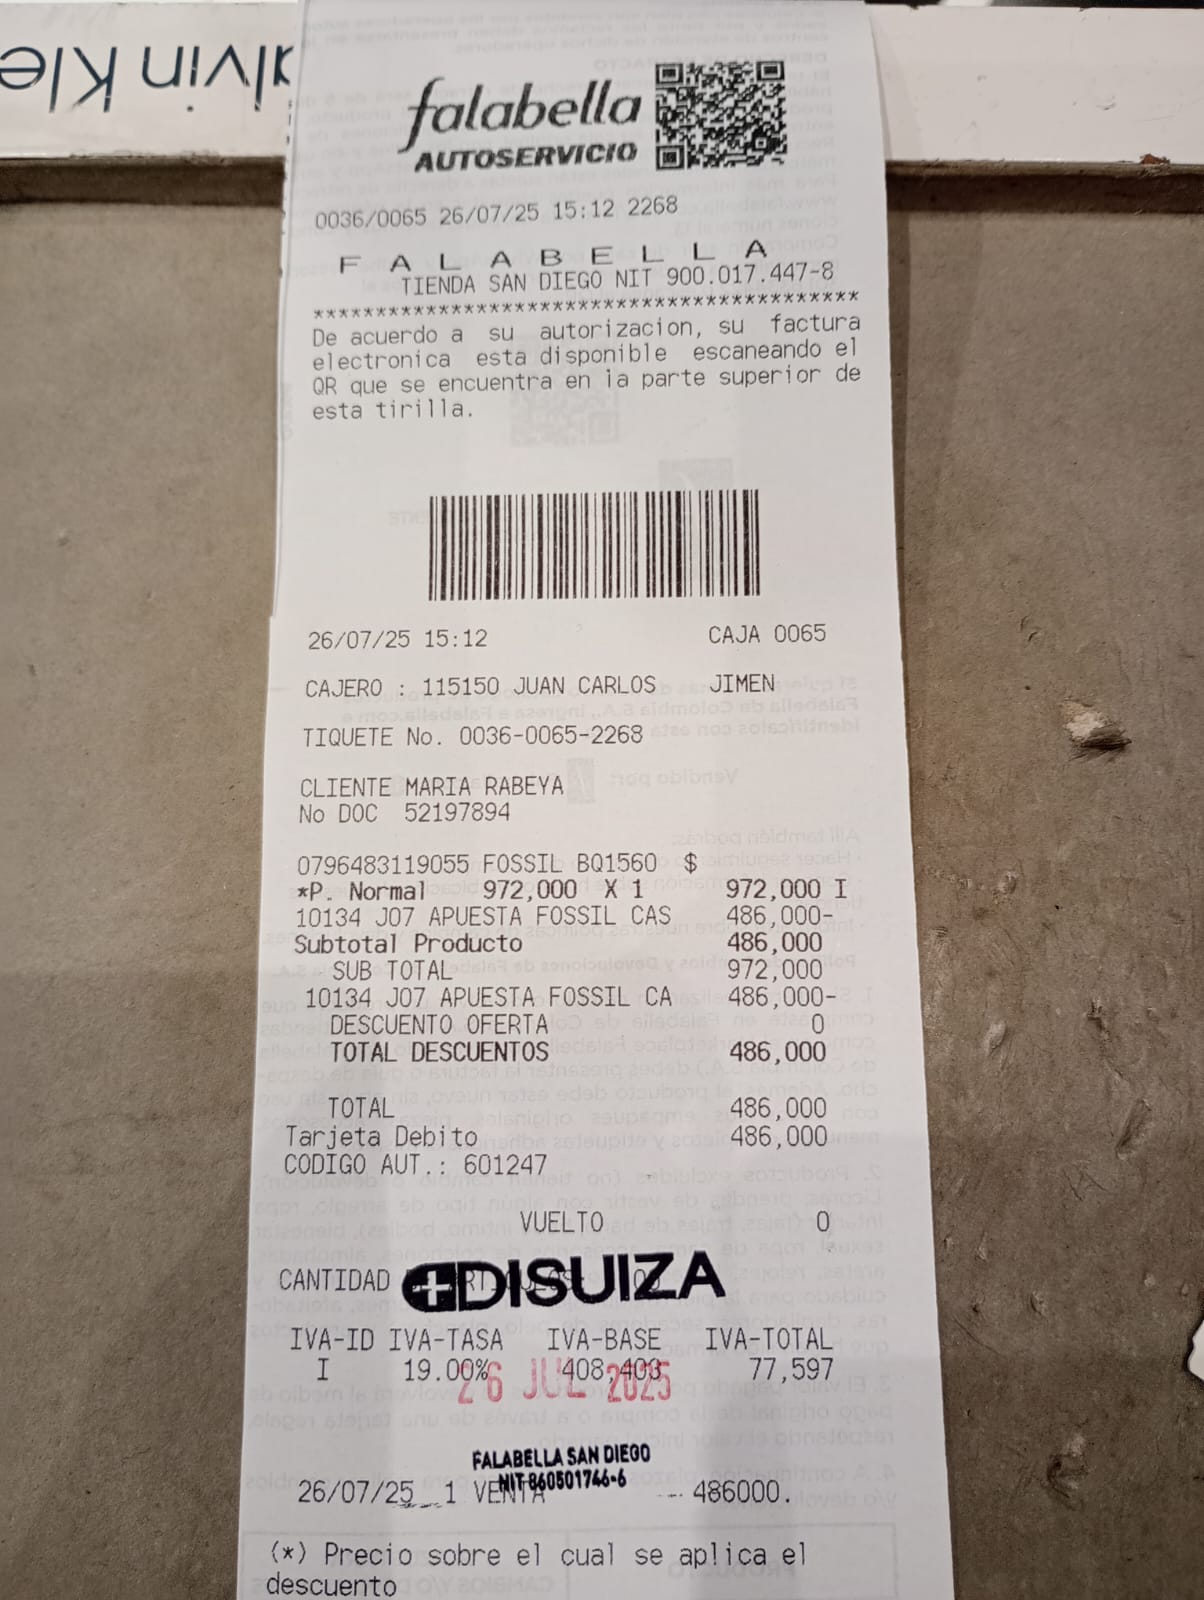 alvin Kle
falabella
AUTOSERVICIO
0036/0065 26/07/25 15:12 2268
F A L A B E L L A
TIENDA SAN DIEGO NIT 900.017.447-8
******************************************
De acuerdo a su autorizacion, su factura
electronica esta disponible escaneando el
QR que se encuentra en la parte superior de
esta tirilla.
26/07/25 15:12 CAJA 0065
CAJERO : 115150 JUAN CARLOS JIMEN
TIQUETE No. 0036-0065-2268
CLIENTE MARIA RABEYA
No DOC 52197894
0796483119055 FOSSIL BQ1560 $
*P. Normal 972,000 X 1 972,000 I
10134 J07 APUESTA FOSSIL CAS 486,000-
Subtotal Producto 486,000
SUB TOTAL 972,000
10134 J07 APUESTA FOSSIL CA 486,000-
DESCUENTO OFERTA 0
TOTAL DESCUENTOS 486,000
TOTAL 486,000
Tarjeta Debito 486,000
CODIGO AUT.: 601247
VUELTO 0
CANTIDAD
DISUIZA
IVA-ID IVA-TASA IVA-BASE IVA-TOTAL
I 19.00% 408,403 77,597
26 JUL 2025
FALABELLA SAN DIEGO
NIT 860501746-6
26/07/25 1 VENTA 486000.
(*) Precio sobre el cual se aplica el
descuento